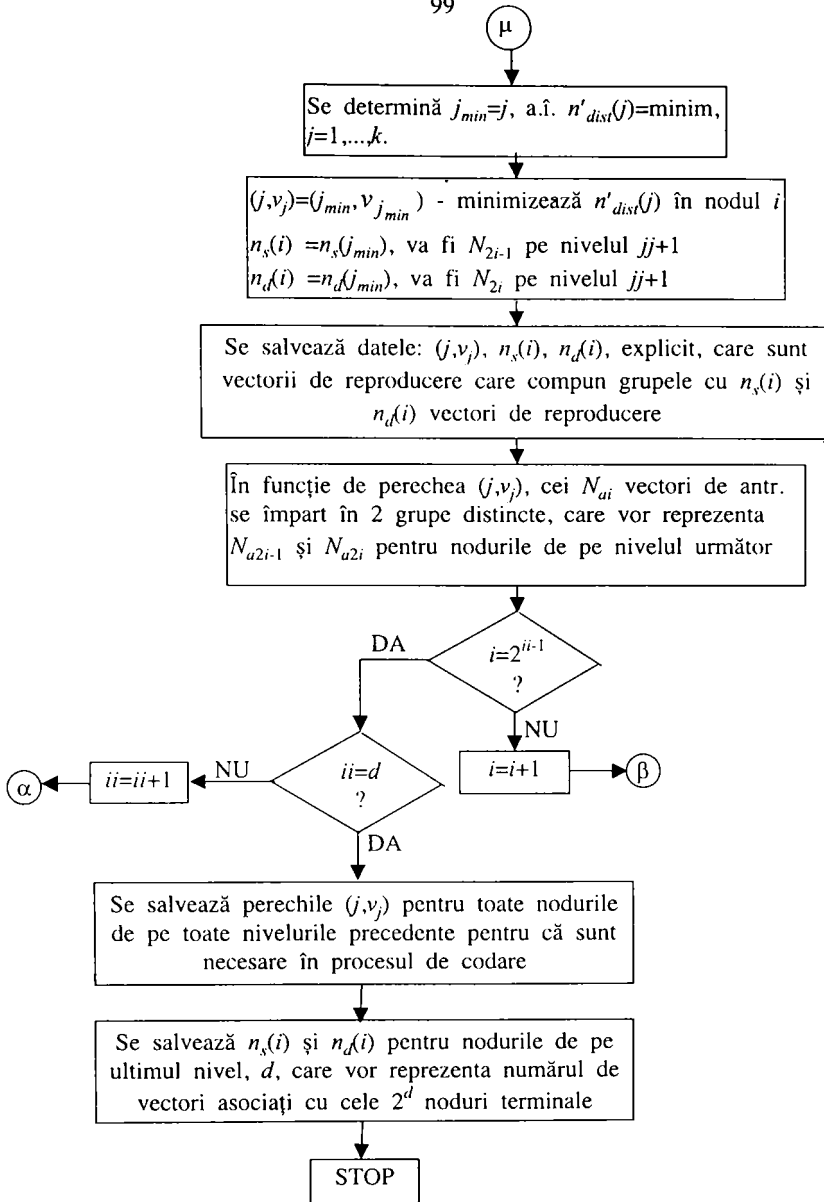 99
μ
Se determină j_min=j, a.î. n'_dist(j)=minim,
j=1,...,k.
(j,v_j)=(j_min,v_j_min) - minimizează n'_dist(j) în nodul i
n_s(i) =n_s(j_min), va fi N_2i-1 pe nivelul jj+1
n_d(i) =n_d(j_min), va fi N_2i pe nivelul jj+1
Se salvează datele: (j,v_j), n_s(i), n_d(i), explicit, care sunt
vectorii de reproducere care compun grupele cu n_s(i) și
n_d(i) vectori de reproducere
În funcție de perechea (j,v_j), cei N_ai vectori de antr.
se împart în 2 grupe distincte, care vor reprezenta
N_a2i-1 și N_a2i pentru nodurile de pe nivelul următor
DA
i=2^ii-1
?
NU
i=i+1
β
α
ii=ii+1
NU
ii=d
?
DA
Se salvează perechile (j,v_j) pentru toate nodurile
de pe toate nivelurile precedente pentru că sunt
necesare în procesul de codare
Se salvează n_s(i) și n_d(i) pentru nodurile de pe
ultimul nivel, d, care vor reprezenta numărul de
vectori asociați cu cele 2^d noduri terminale
STOP